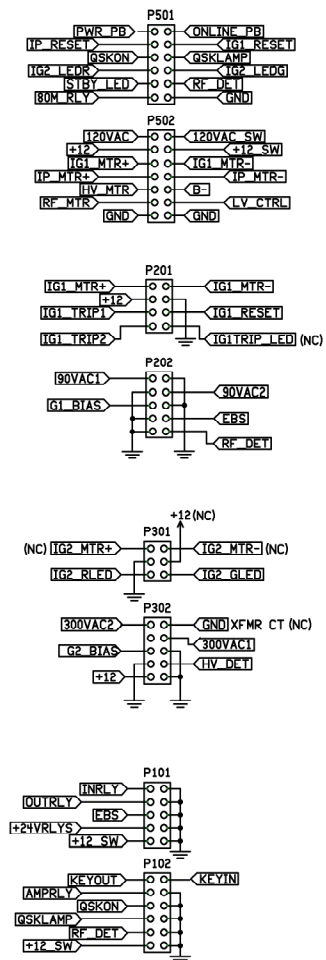 P501
PWR_PB ONLINE_PB
IP_RESET IG1_RESET
QSKON QSKLAMP
IG2_LEDR IG2_LEDG
STBY_LED RF_DET
80M_RLY GND
P502
120VAC 120VAC_SW
+12 +12_SW
IG1_MTR+ IG1_MTR-
IP_MTR+ IP_MTR-
HV_MTR B-
RF_MTR LV_CTRL
GND GND
P201
IG1_MTR+ IG1_MTR-
+12
IG1_TRIP1 IG1_RESET
IG1_TRIP2 IG1TRIP_LED (NC)
P202
90VAC1
90VAC2
G1_BIAS
EBS
RF_DET
+12(NC)
P301
(NC) IG2_MTR+ IG2_MTR- (NC)
IG2_RLED IG2_GLED
P302
300VAC2 GND XFMR CT (NC)
300VAC1
G2_BIAS
HV_DET
+12
P101
INRLY
OUTRLY
EBS
+24VRLYS
+12_SW
P102
KEYOUT KEYIN
AMPRLY
QSKON
QSKLAMP
RF_DET
+12_SW